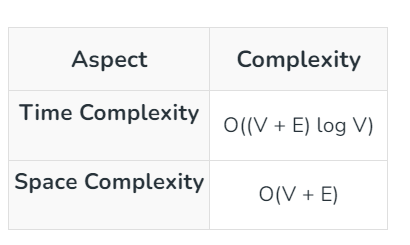 Aspect Complexity
Time Complexity O((V + E) log V)
Space Complexity O(V + E)